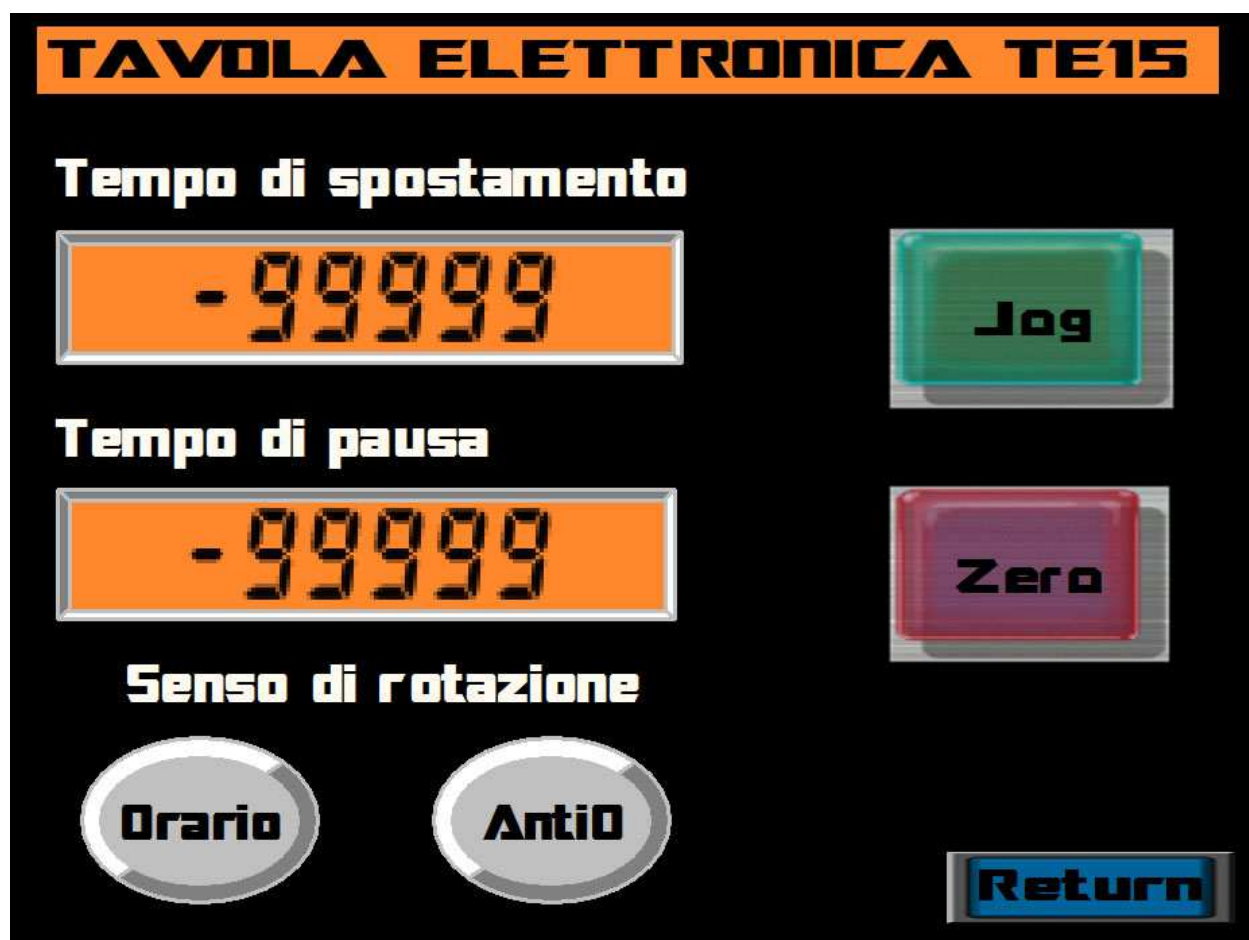 TAVOLA ELETTRONICA TE15
Tempo di spostamento
-99999
Jog
Tempo di pausa
-99999
Zero
Senso di rotazione
Orario AntiO
Return